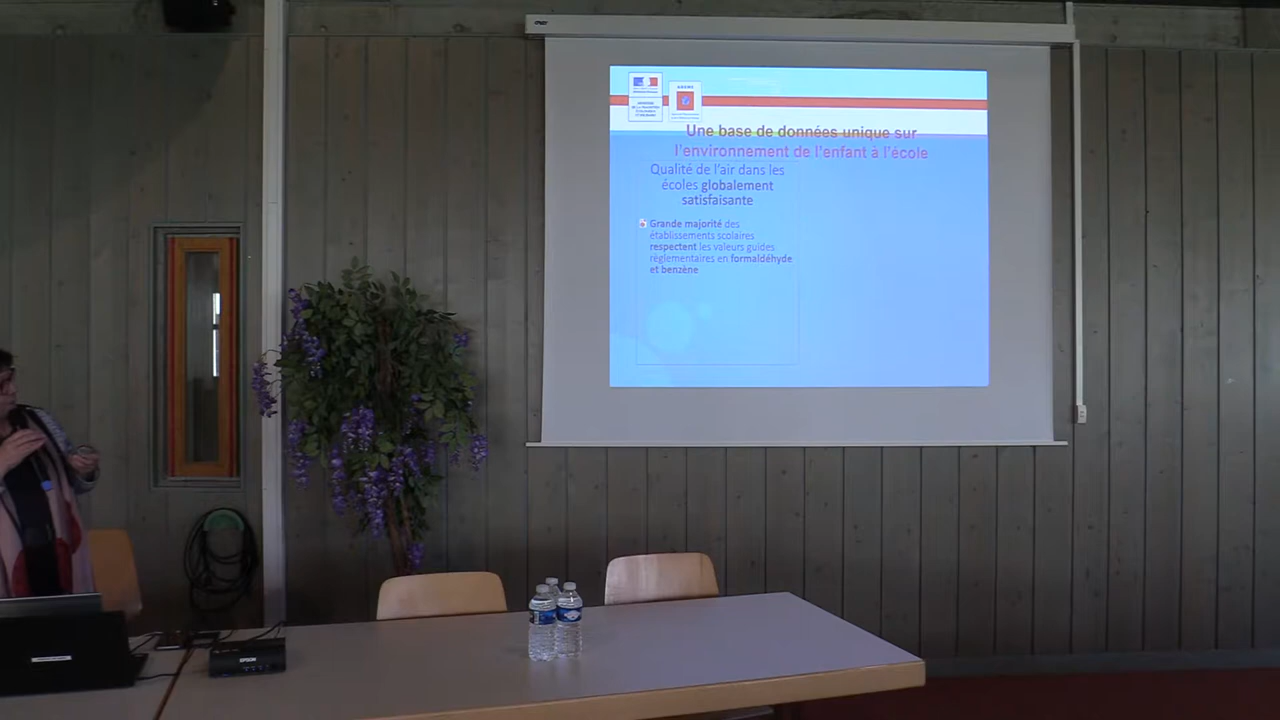 Une base de données unique sur
l'environnement de l'enfant à l'école
Qualité de l'air dans les
écoles globalement
satisfaisante
Grande majorité des
établissements scolaires
respectent les valeurs guides
règlementaires en formaldéhyde
et benzène
EPSON